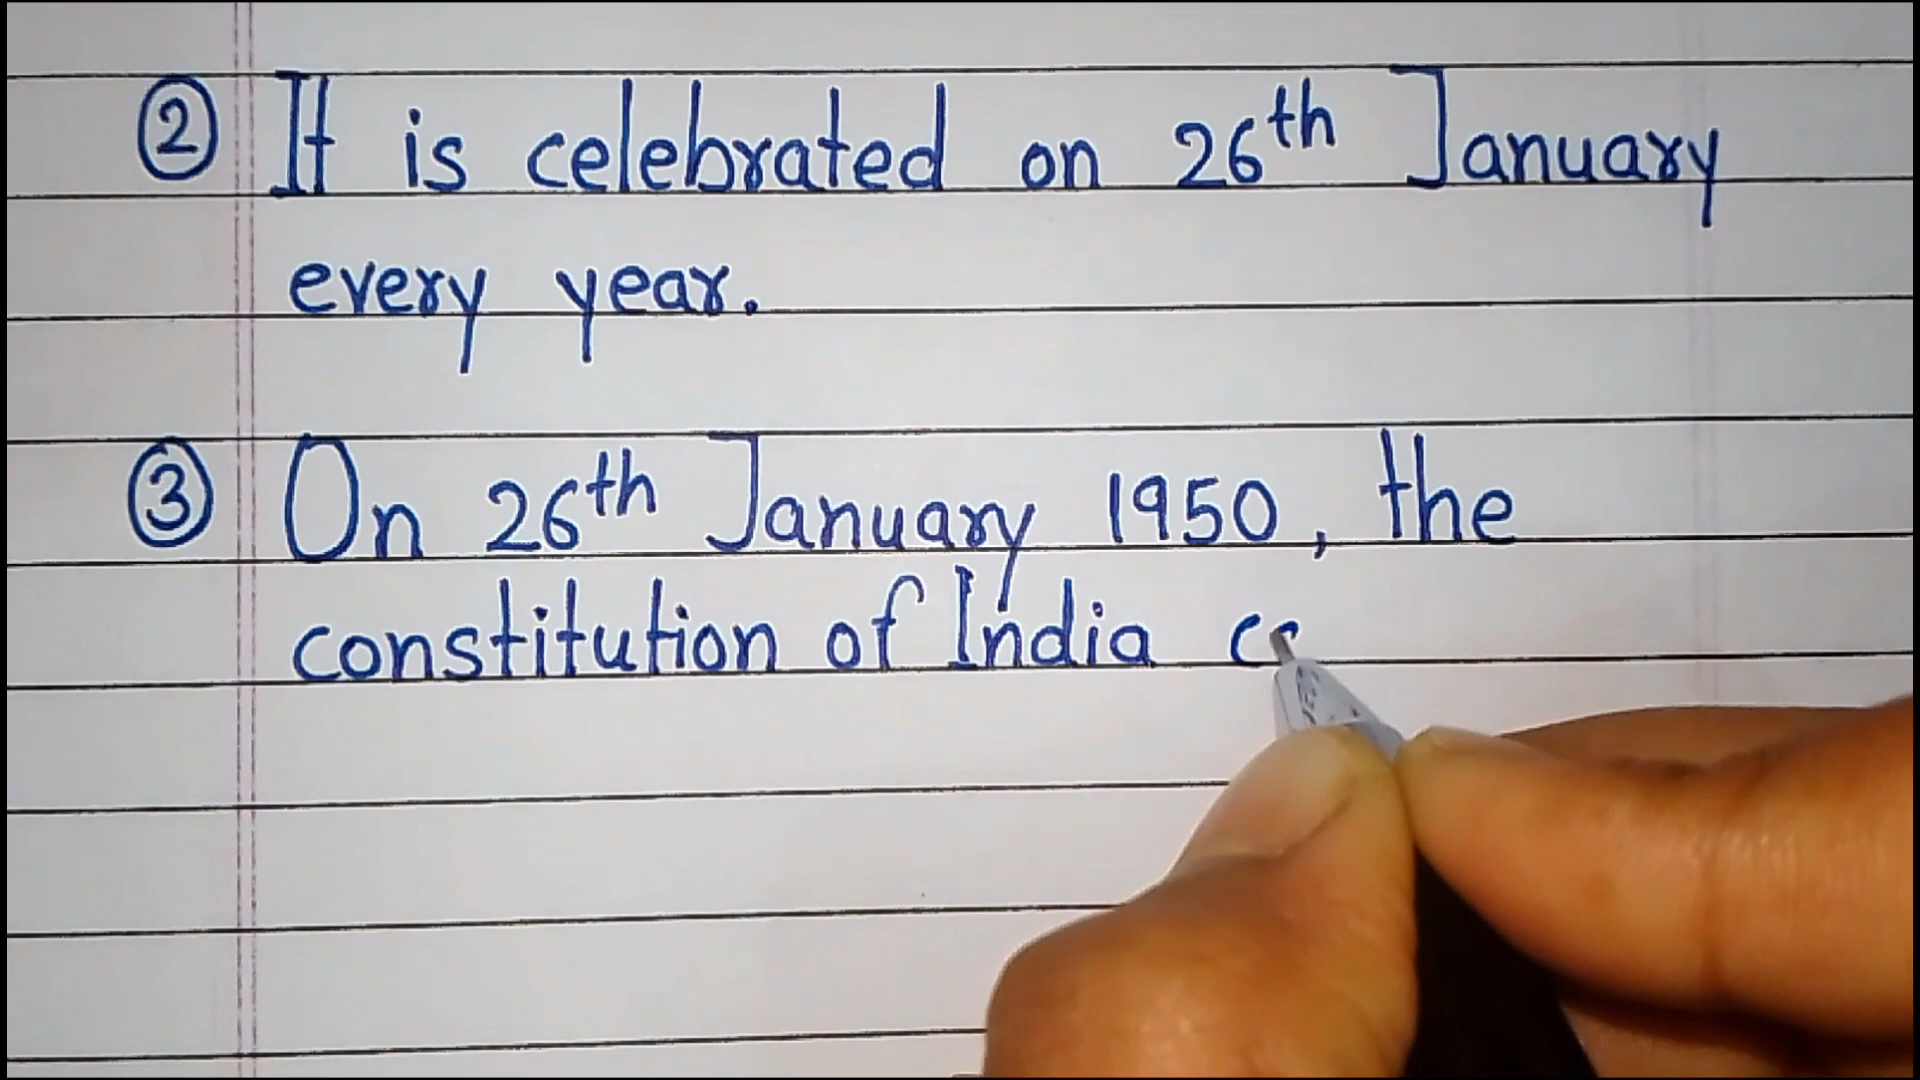 ② It is celebrated on 26th January
every year.
③ On 26th January 1950, the
constitution of India